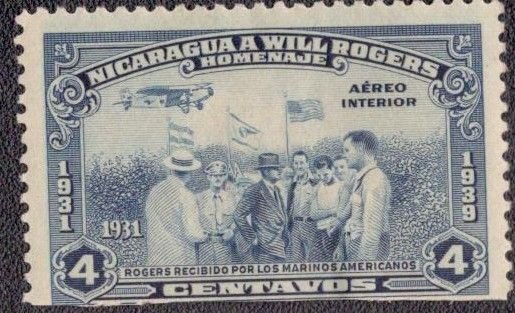 NICARAGUA A WILL ROGERS
HOMENAJE
AÉREO
INTERIOR
1931
1939
1931
ROGERS RECIBIDO POR LOS MARINOS AMERICANOS
4 CENTAVOS 4